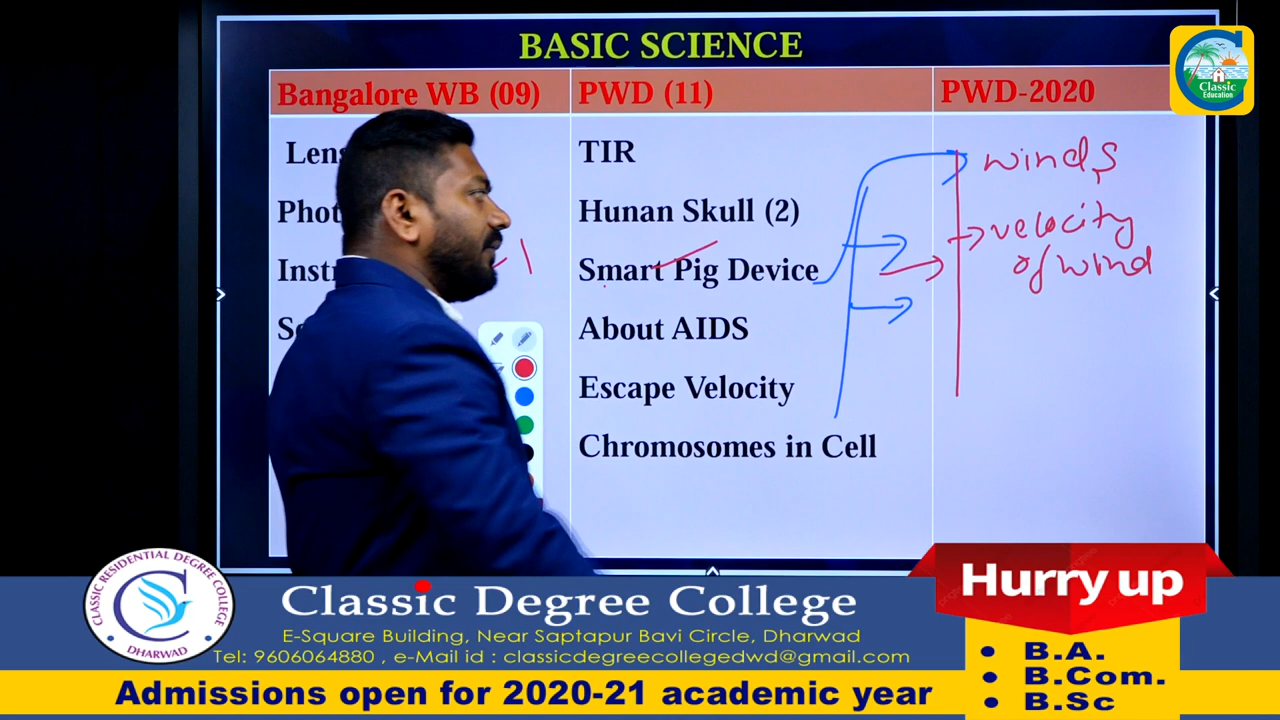 BASIC SCIENCE
Classic
Education
Bangalore WB (09)
PWD (11)
PWD-2020
TIR
Hunan Skull (2)
Smart Pig Device
About AIDS
Escape Velocity
Chromosomes in Cell
winds
velocity
of wind
CLASSIC RESIDENTIAL DEGREE COLLEGE
DHARWAD
Classic Degree College
E-Square Building, Near Saptapur Bavi Circle, Dharwad
Tel: 9606064880 , e-Mail id : classicdegreecollegedwd@gmail.com
Admissions open for 2020-21 academic year
Hurry up
• B.A.
• B.Com.
• B.Sc